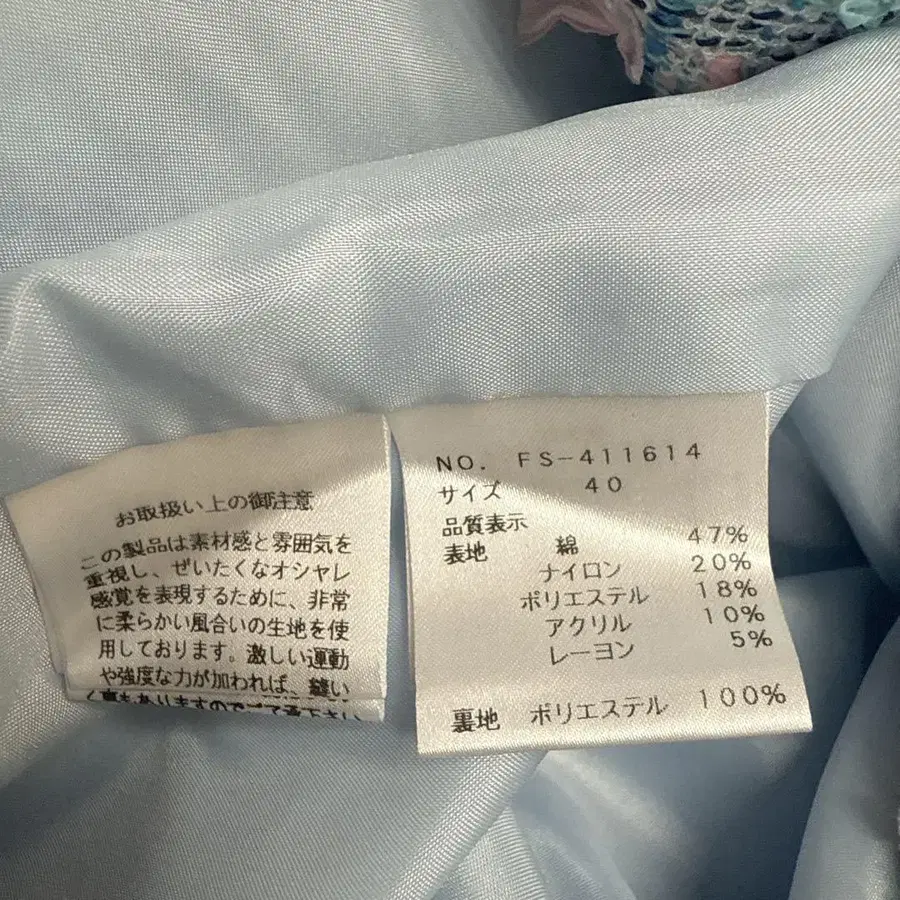 お取扱い上の御注意
この製品は素材感と雰囲気を
重視し、ぜいたくなオシャレ
感覚を表現するために、非常
に柔らかい風合いの生地を使
用しております。激しい運動
や強度な力が加われば、縫い
NO. FS-411614
サイズ 40
品質表示
表地 綿 47%
ナイロン 20%
ポリエステル 18%
アクリル 10%
レーヨン 5%
裏地 ポリエステル 100%